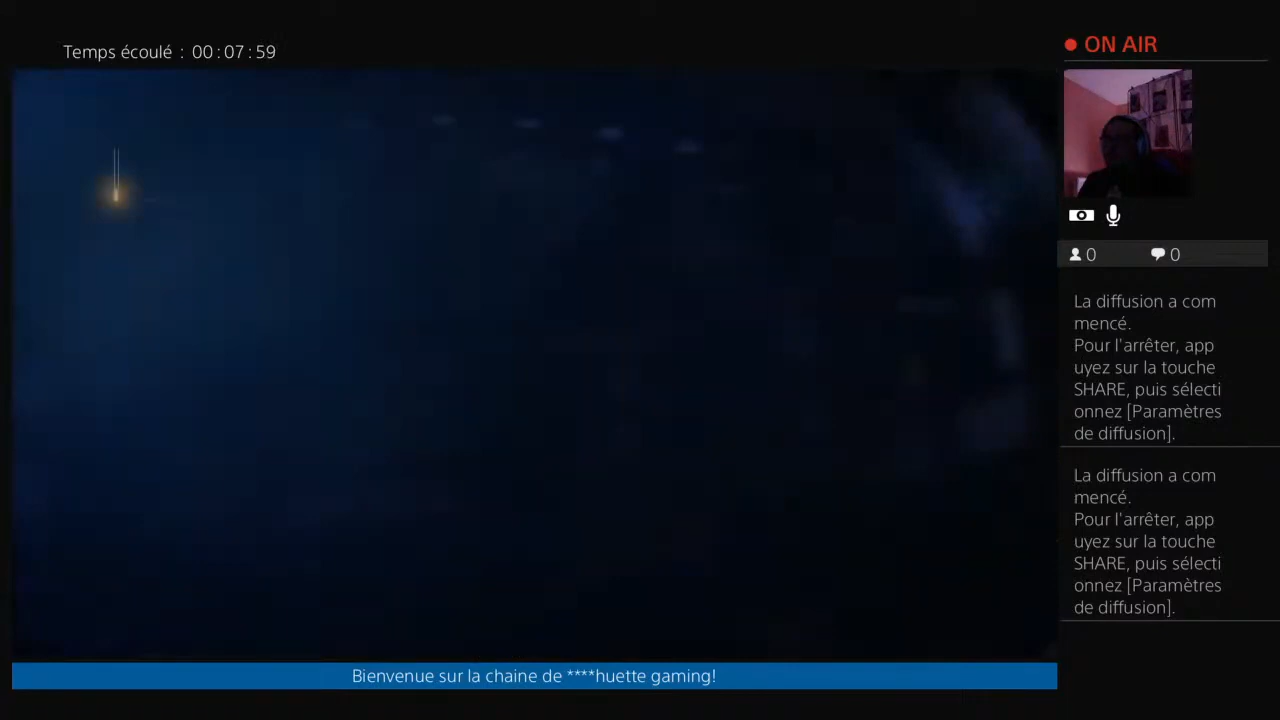 Temps écoulé : 00:07:59
ON AIR
0 0
La diffusion a com
mencé.
Pour l'arrêter, app
uyez sur la touche
SHARE, puis sélecti
onnez [Paramètres
de diffusion].
La diffusion a com
mencé.
Pour l'arrêter, app
uyez sur la touche
SHARE, puis sélecti
onnez [Paramètres
de diffusion].
Bienvenue sur la chaine de ****huette gaming!